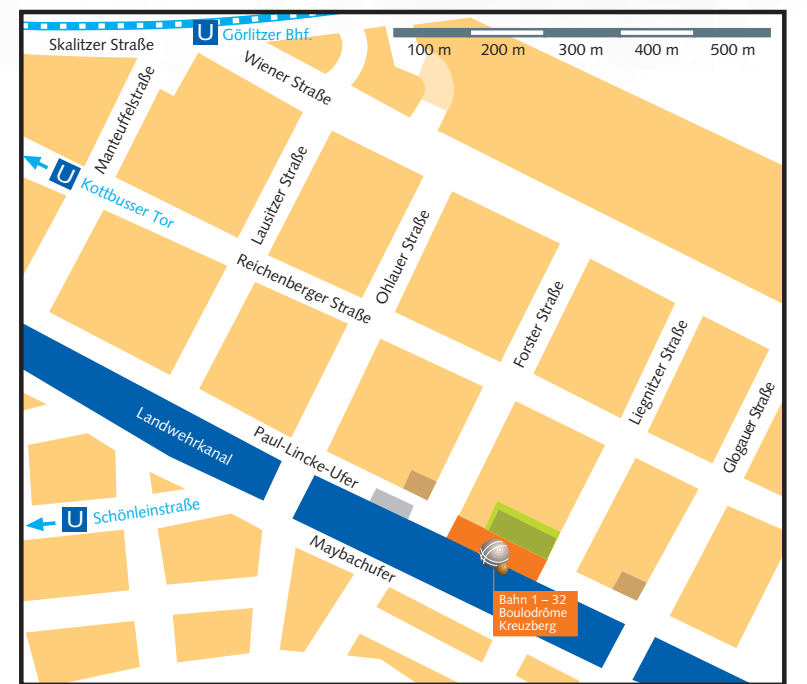 U Görlitzer Bhf.
Skalitzer Straße
100 m 200 m 300 m 400 m 500 m
Wiener Straße
Manteuffelstraße
U Kottbusser Tor
Lausitzer Straße
Ohlauer Straße
Reichenberger Straße
Forster Straße
Liegnitzer Straße
Glogauer Straße
Landwehrkanal
Paul-Lincke-Ufer
U Schönleinstraße
Maybachufer
Bahn 1 – 32
Boulodrôme
Kreuzberg